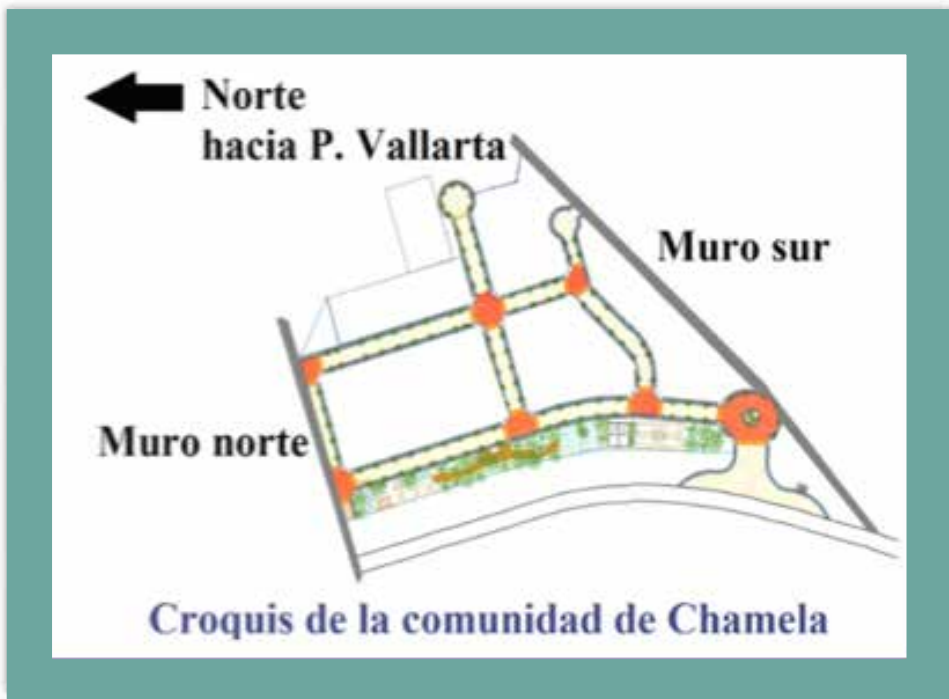 Norte
hacia P. Vallarta
Muro sur
Muro norte
Croquis de la comunidad de Chamela